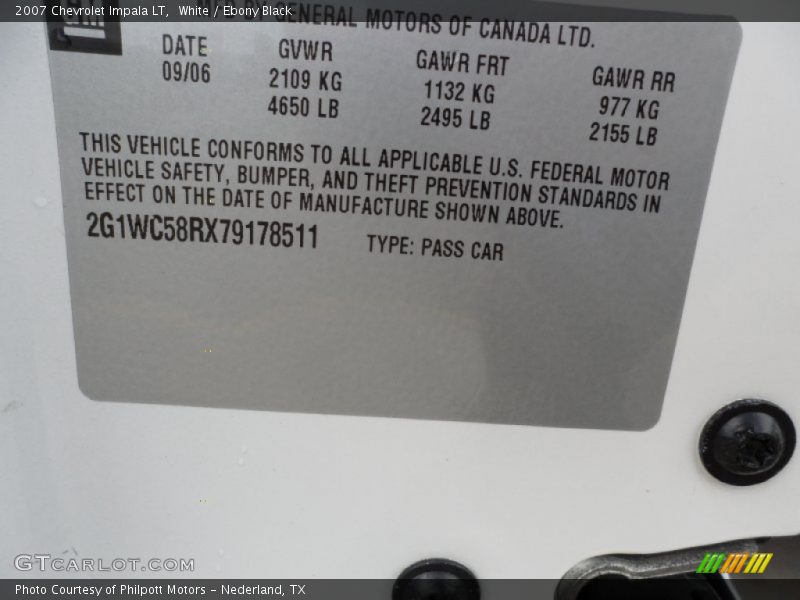 2007 Chevrolet Impala LT, White / Ebony Black
GM
MFD BY GENERAL MOTORS OF CANADA LTD.
DATE GVWR GAWR FRT GAWR RR
09/06 2109 KG 1132 KG 977 KG
4650 LB 2495 LB 2155 LB
THIS VEHICLE CONFORMS TO ALL APPLICABLE U.S. FEDERAL MOTOR
VEHICLE SAFETY, BUMPER, AND THEFT PREVENTION STANDARDS IN
EFFECT ON THE DATE OF MANUFACTURE SHOWN ABOVE.
2G1WC58RX79178511 TYPE: PASS CAR
GTCARLOT.COM
Photo Courtesy of Philpott Motors - Nederland, TX